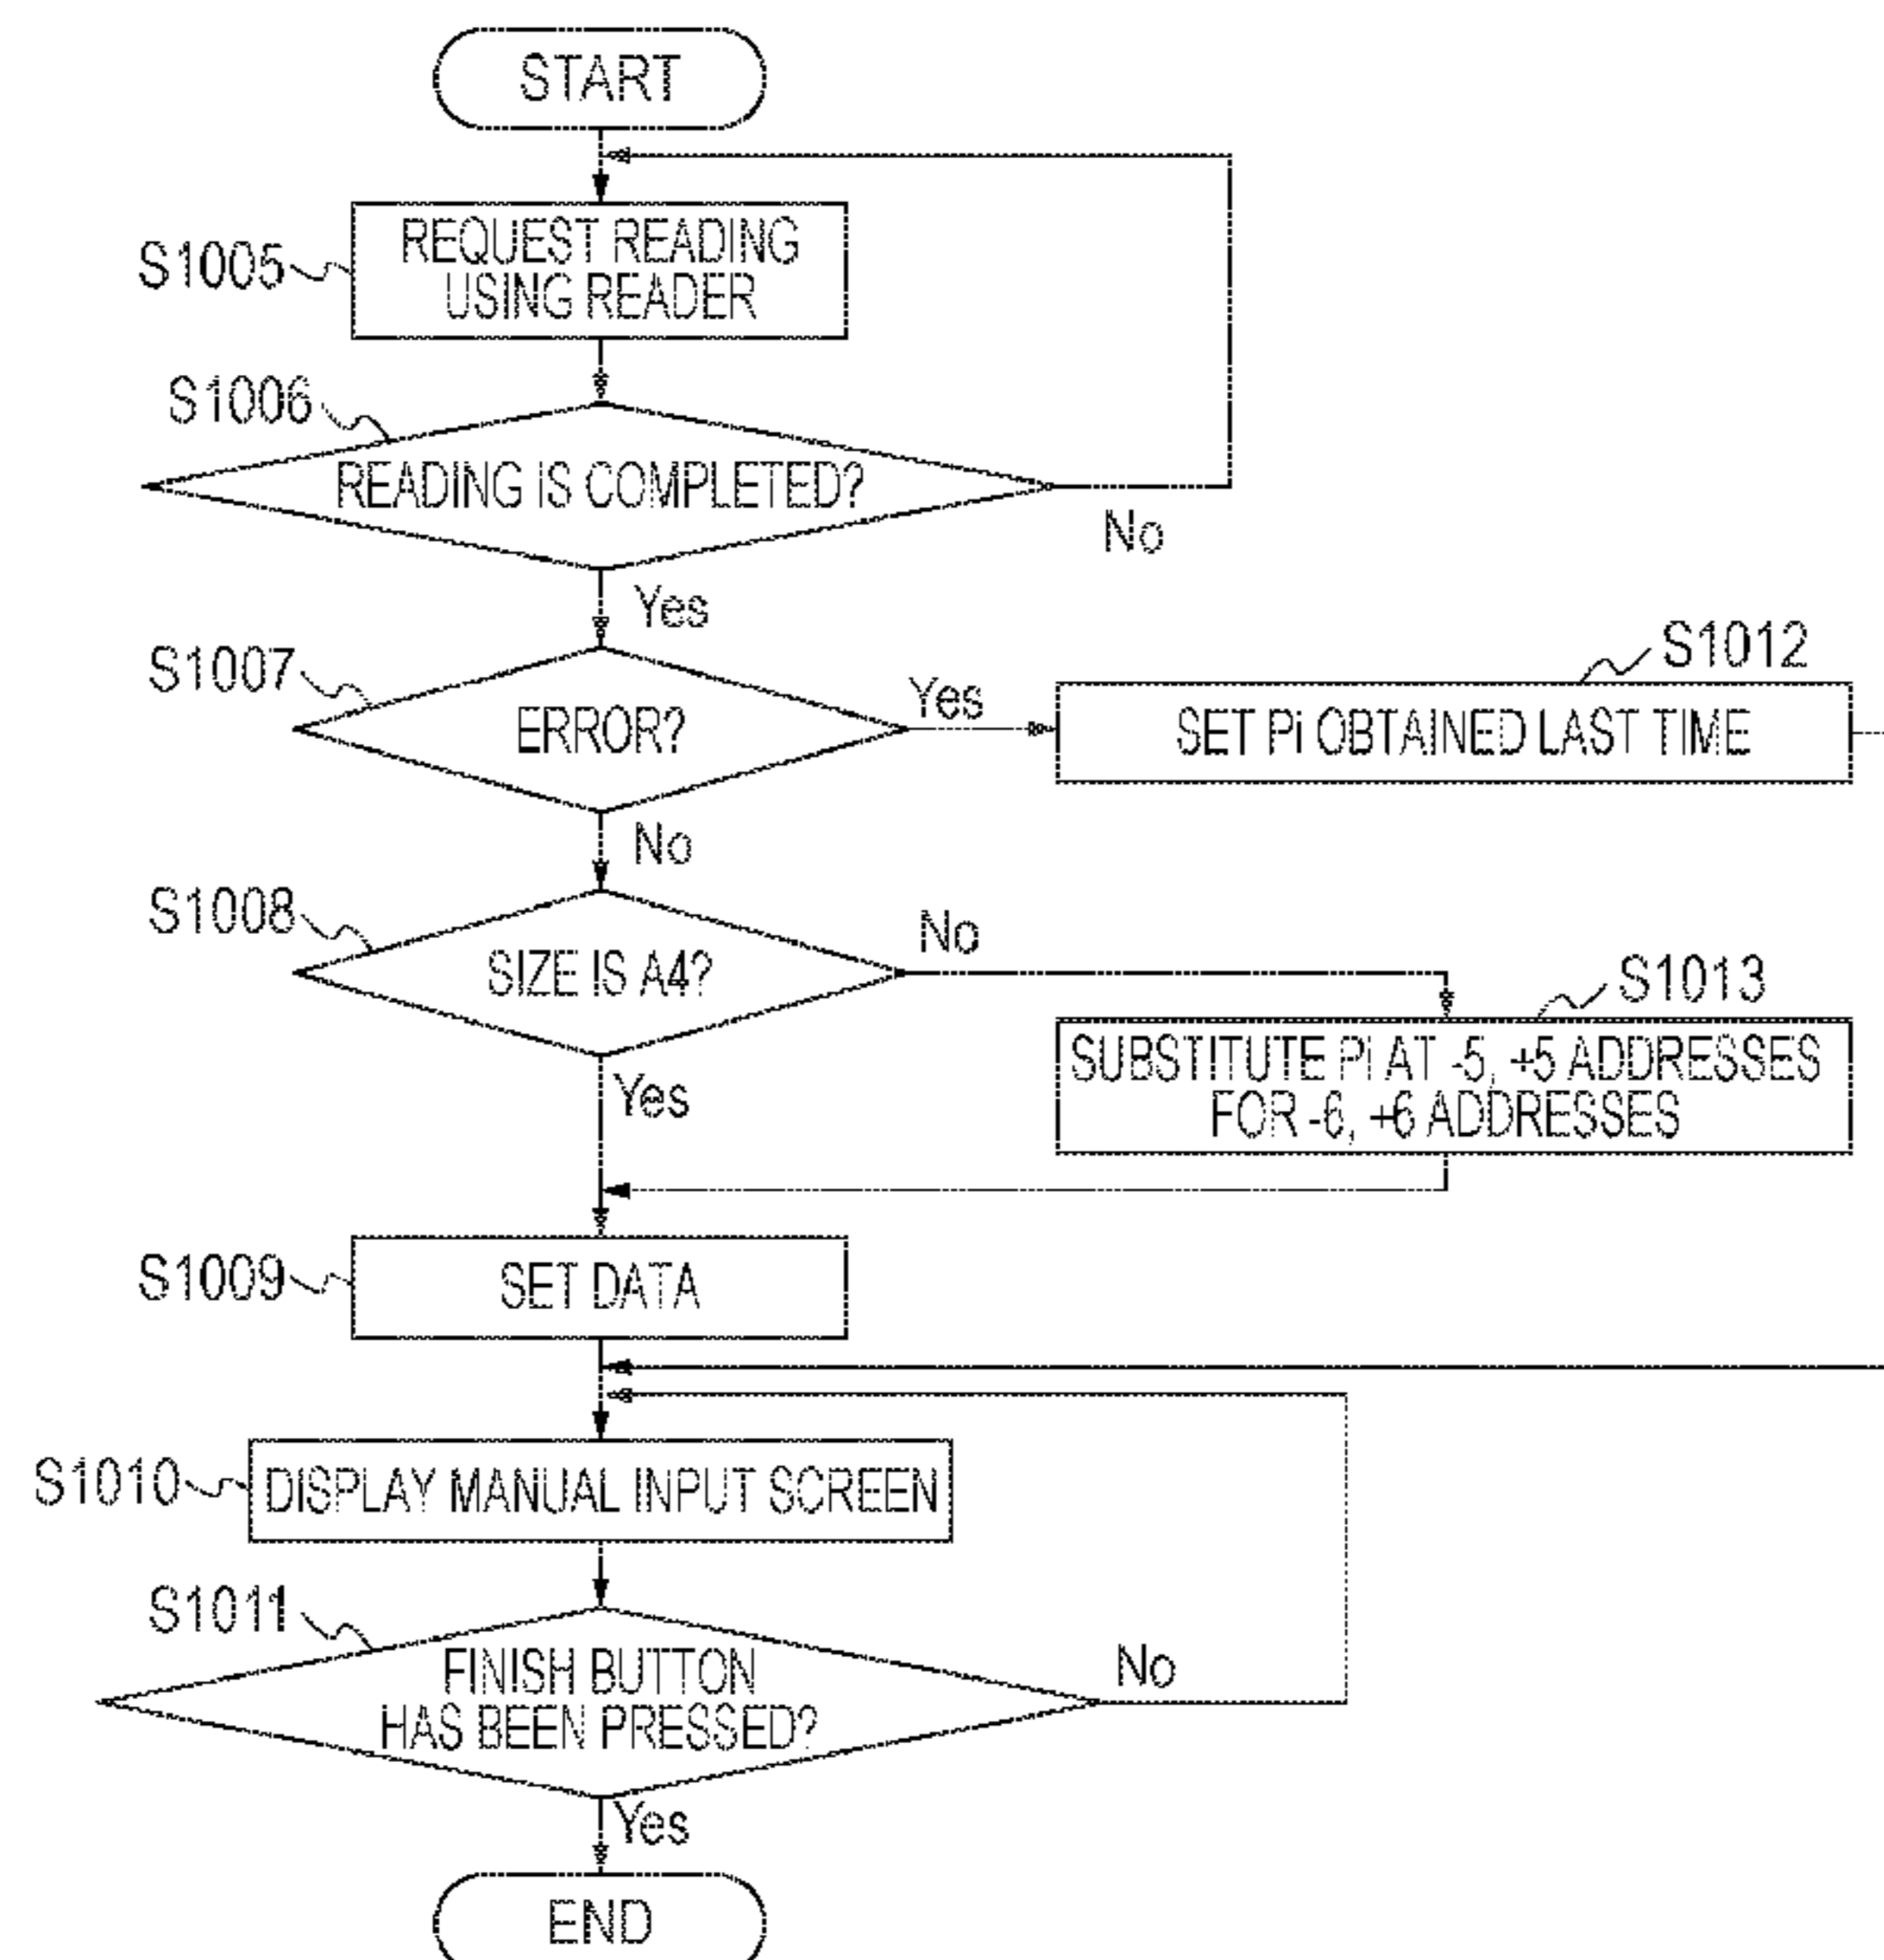 START
S1005
REQUEST READING
USING READER
S1006
READING IS COMPLETED?
No
Yes
S1007
ERROR?
Yes
S1012
SET Pi OBTAINED LAST TIME
No
S1008
SIZE IS A4?
No
S1013
SUBSTITUTE Pi AT -5, +5 ADDRESSES
FOR -6, +6 ADDRESSES
Yes
S1009
SET DATA
S1010
DISPLAY MANUAL INPUT SCREEN
S1011
FINISH BUTTON
HAS BEEN PRESSED?
No
Yes
END